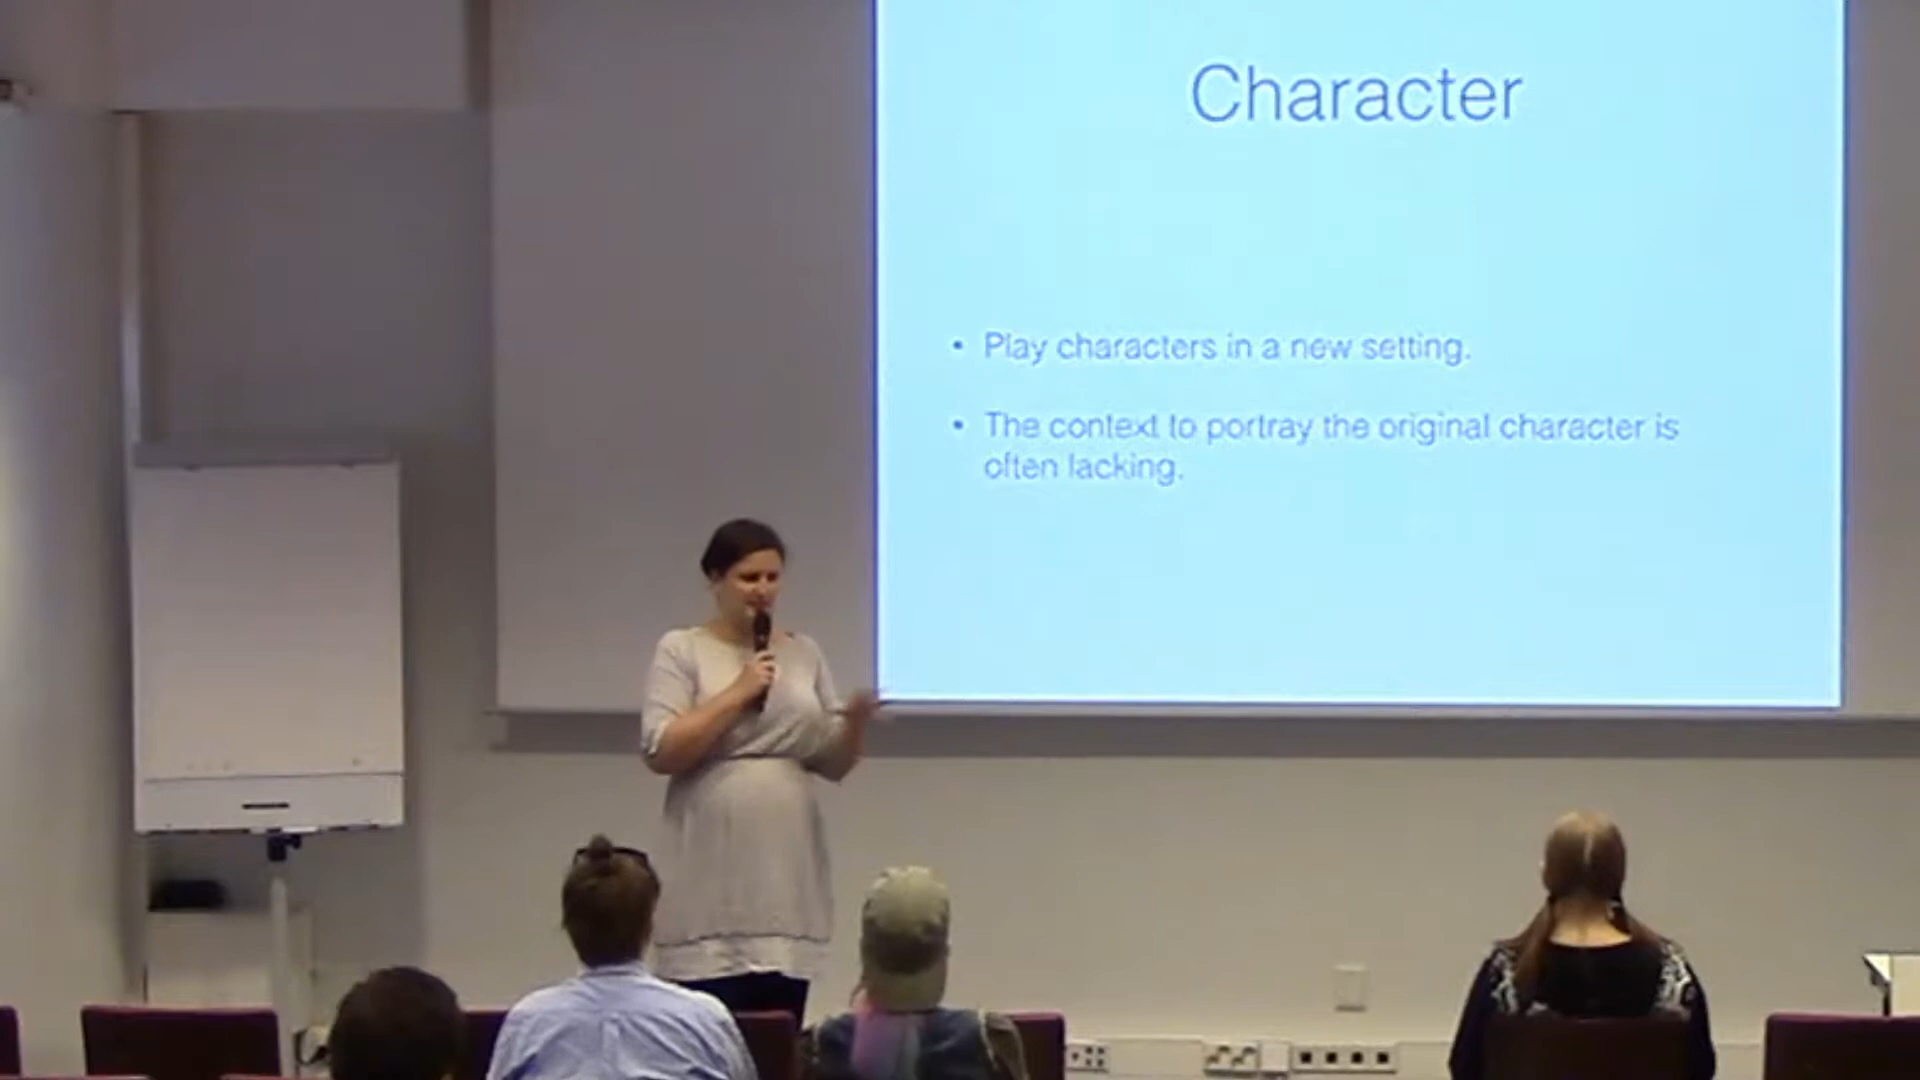 Character
• Play characters in a new setting.
• The context to portray the original character is
often lacking.